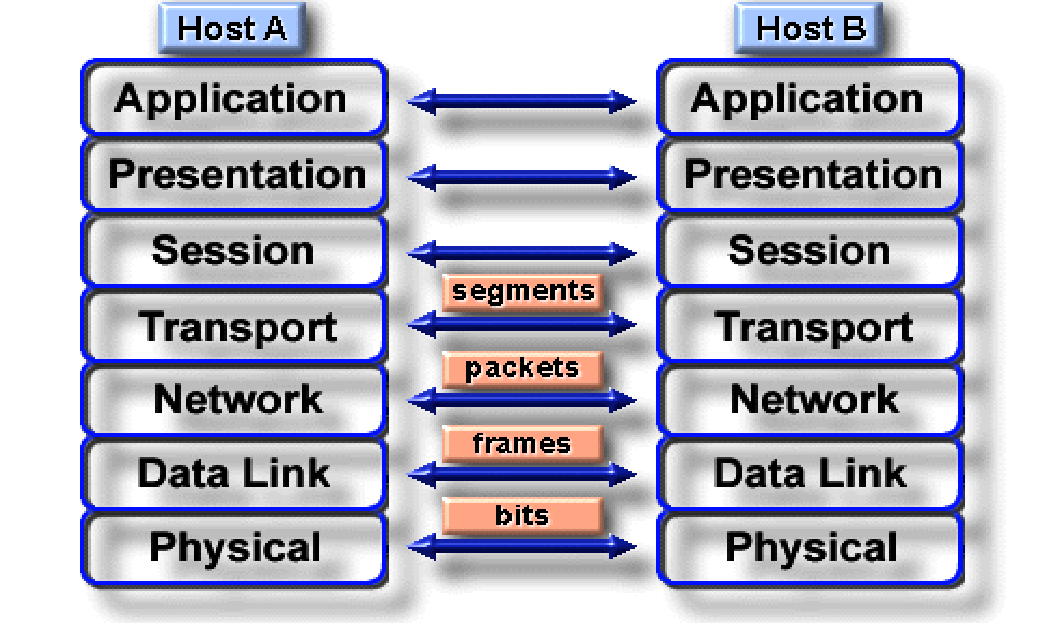 Host A Host B
Application Application
Presentation Presentation
Session Session
segments
Transport Transport
packets
Network Network
frames
Data Link Data Link
bits
Physical Physical